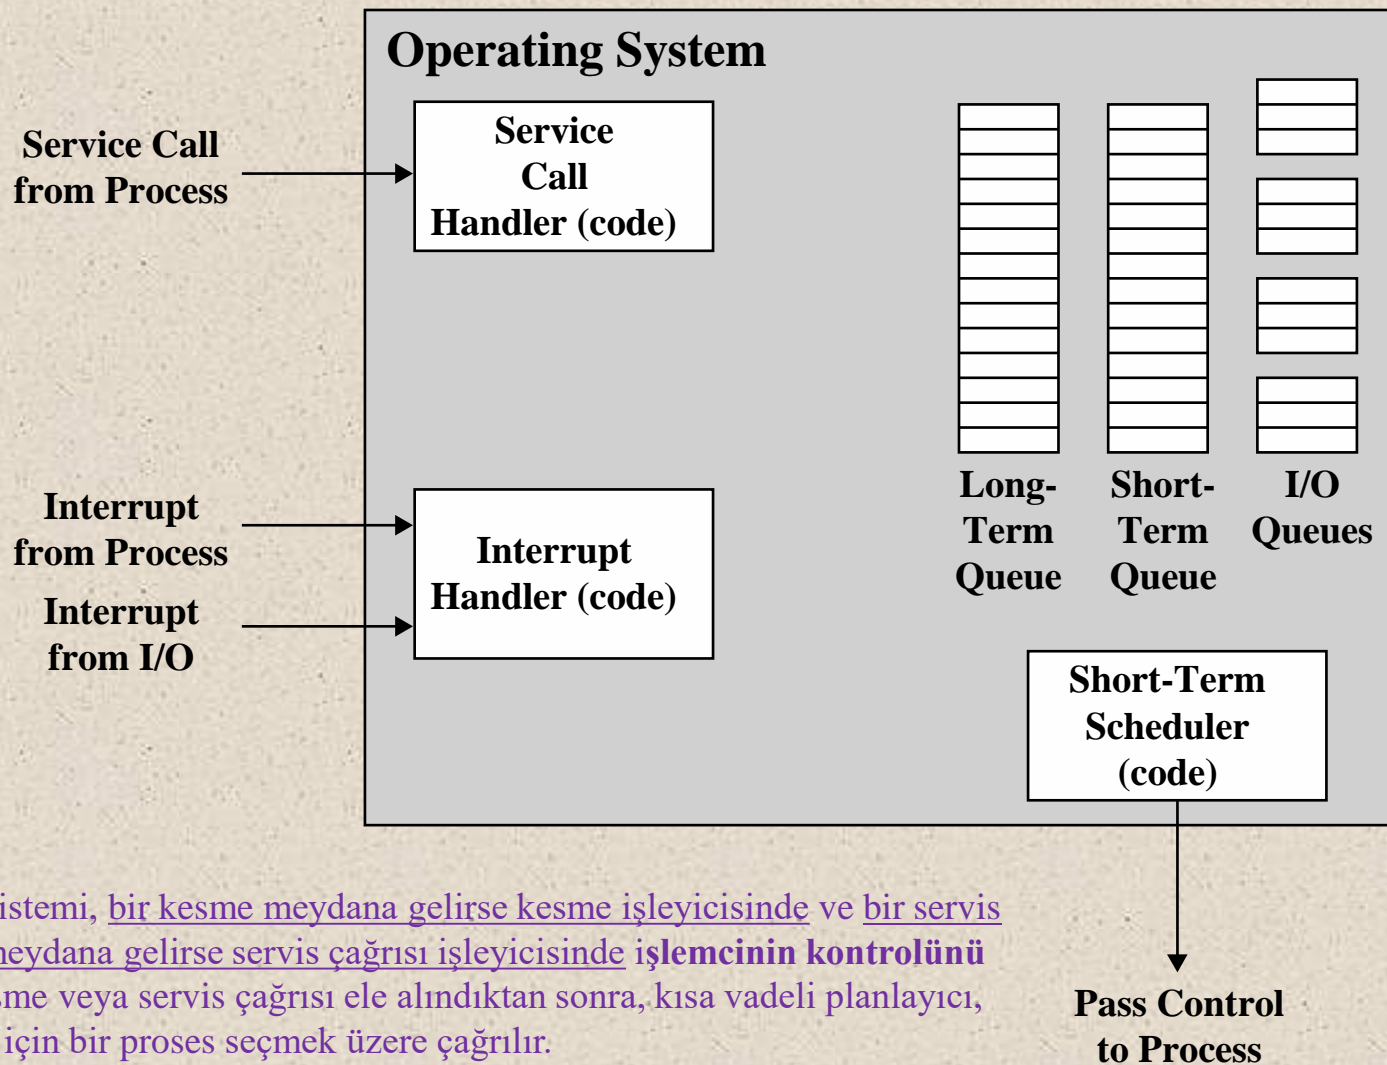 Operating System
Service Call
from Process
Service
Call
Handler (code)
Interrupt
from Process
Interrupt
from I/O
Interrupt
Handler (code)
Long-
Term
Queue
Short-
Term
Queue
I/O
Queues
Short-Term
Scheduler
(code)
Pass Control
to Process
istemi, bir kesme meydana gelirse kesme işleyicisinde ve bir servis
meydana gelirse servis çağrısı işleyicisinde işlemcinin kontrolünü
sme veya servis çağrısı ele alındıktan sonra, kısa vadeli planlayıcı,
için bir proses seçmek üzere çağrılır.